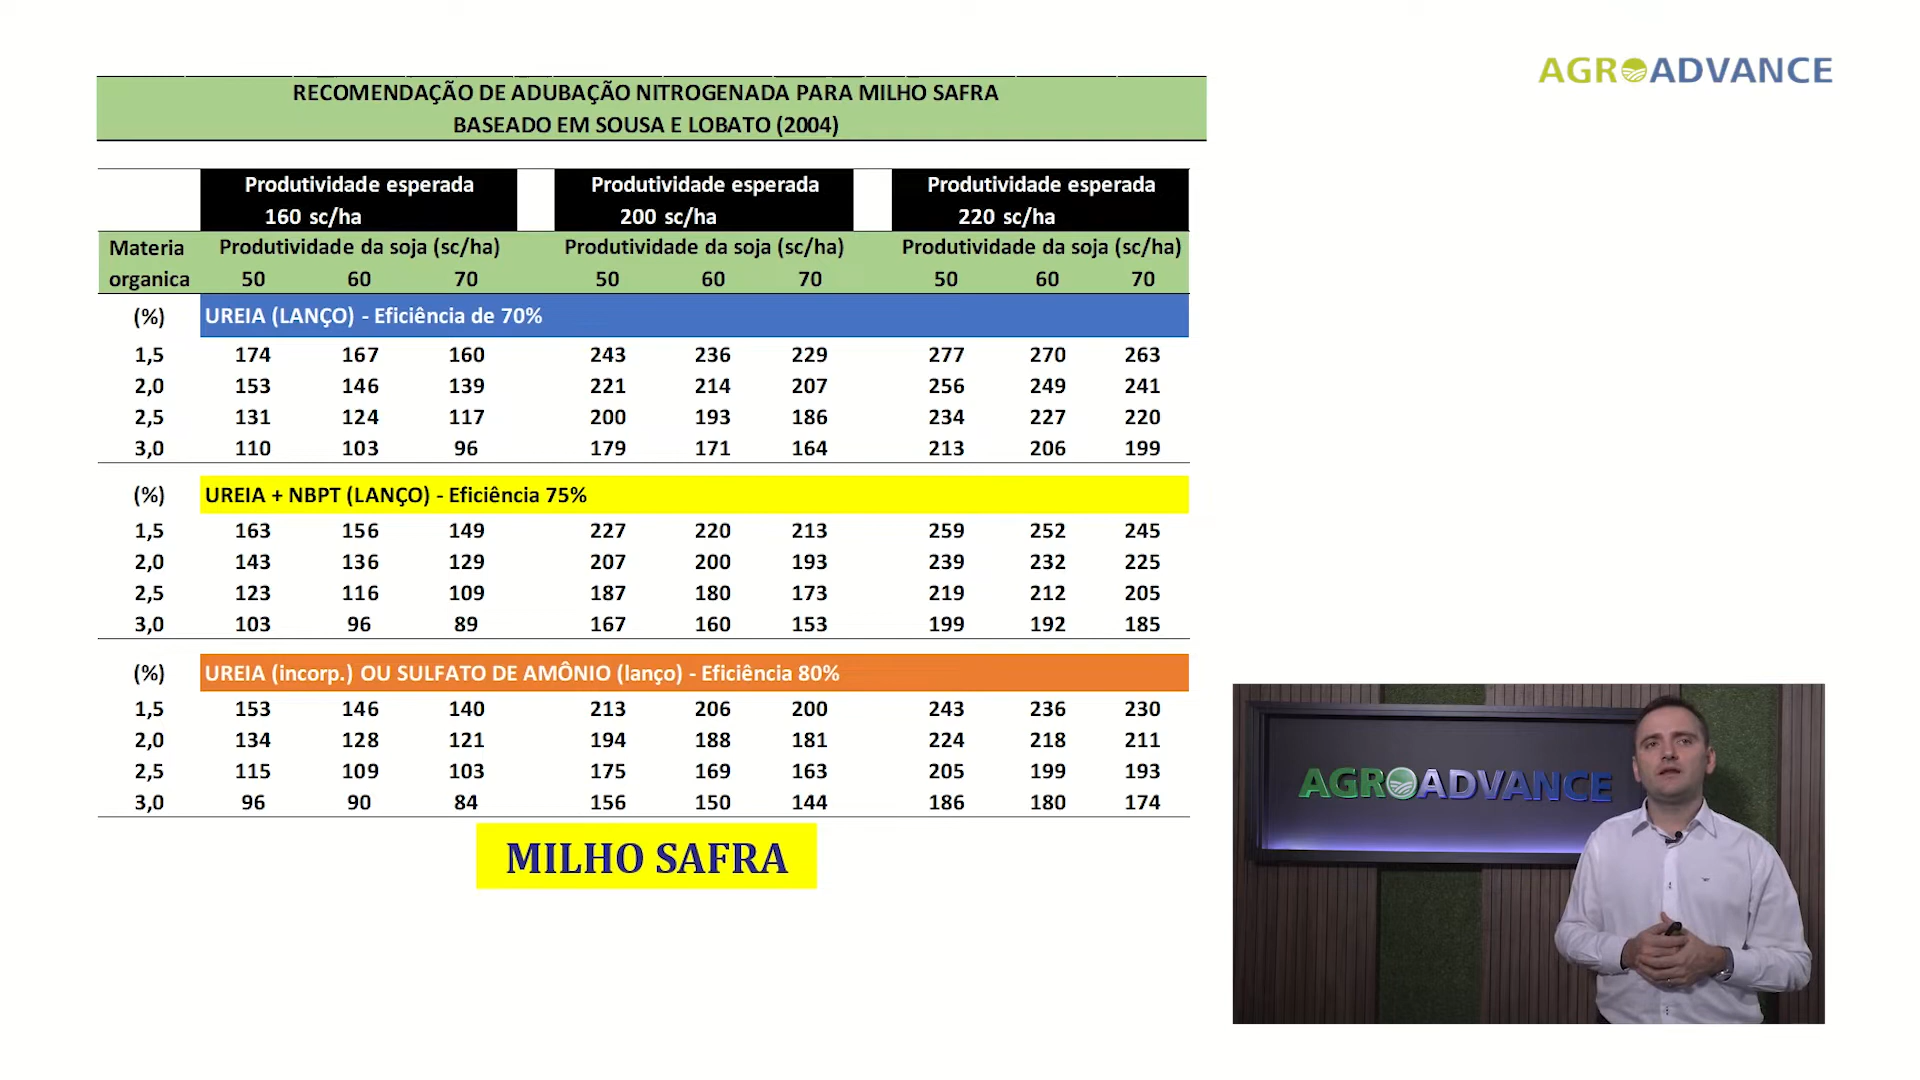 AGROADVANCE
RECOMENDAÇÃO DE ADUBAÇÃO NITROGENADA PARA MILHO SAFRA
BASEADO EM SOUSA E LOBATO (2004)
Produtividade esperada Produtividade esperada Produtividade esperada
160 sc/ha 200 sc/ha 220 sc/ha
Materia Produtividade da soja (sc/ha) Produtividade da soja (sc/ha) Produtividade da soja (sc/ha)
organica 50 60 70 50 60 70 50 60 70
(%) UREIA (LANÇO) - Eficiência de 70%
1,5 174 167 160 243 236 229 277 270 263
2,0 153 146 139 221 214 207 256 249 241
2,5 131 124 117 200 193 186 234 227 220
3,0 110 103 96 179 171 164 213 206 199
(%) UREIA + NBPT (LANÇO) - Eficiência 75%
1,5 163 156 149 227 220 213 259 252 245
2,0 143 136 129 207 200 193 239 232 225
2,5 123 116 109 187 180 173 219 212 205
3,0 103 96 89 167 160 153 199 192 185
(%) UREIA (incorp.) OU SULFATO DE AMÔNIO (lanço) - Eficiência 80%
1,5 153 146 140 213 206 200 243 236 230
2,0 134 128 121 194 188 181 224 218 211
2,5 115 109 103 175 169 163 205 199 193
3,0 96 90 84 156 150 144 186 180 174
MILHO SAFRA
AGROADVANCE